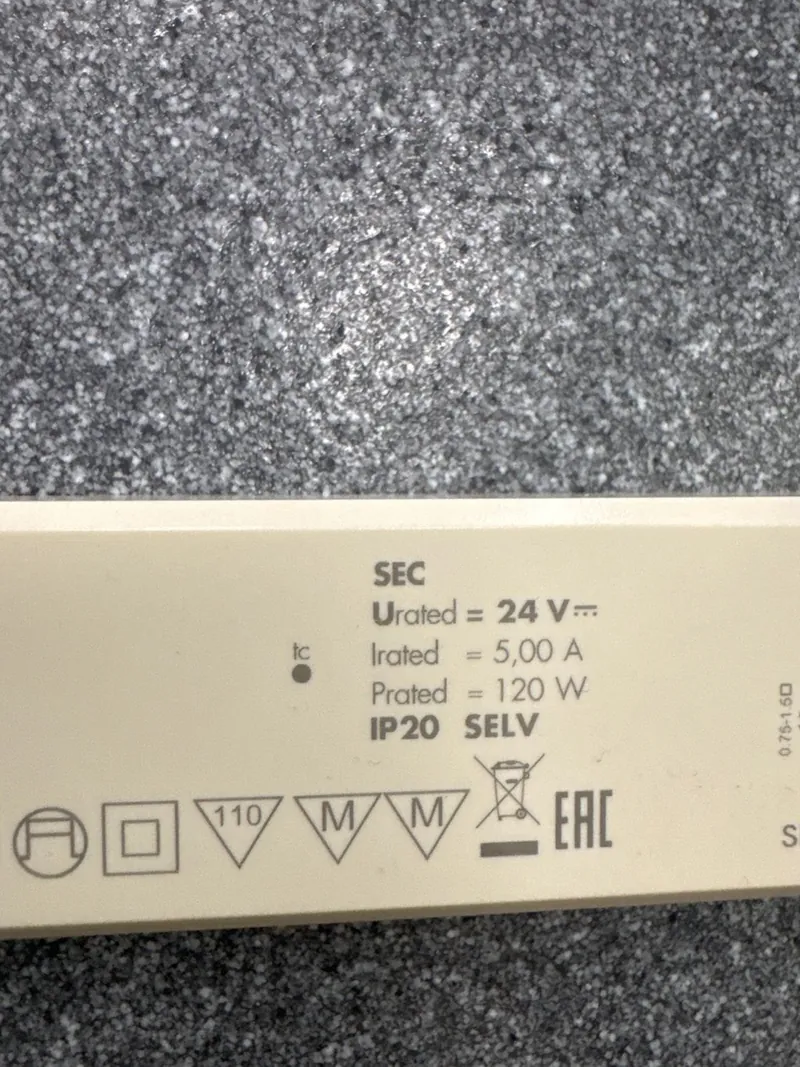 SEC
Urated = 24 V⎓
tc
Irated = 5,00 A
Prated = 120 W
IP20 SELV
110
M
M
EAC
0.75-1.5□
S